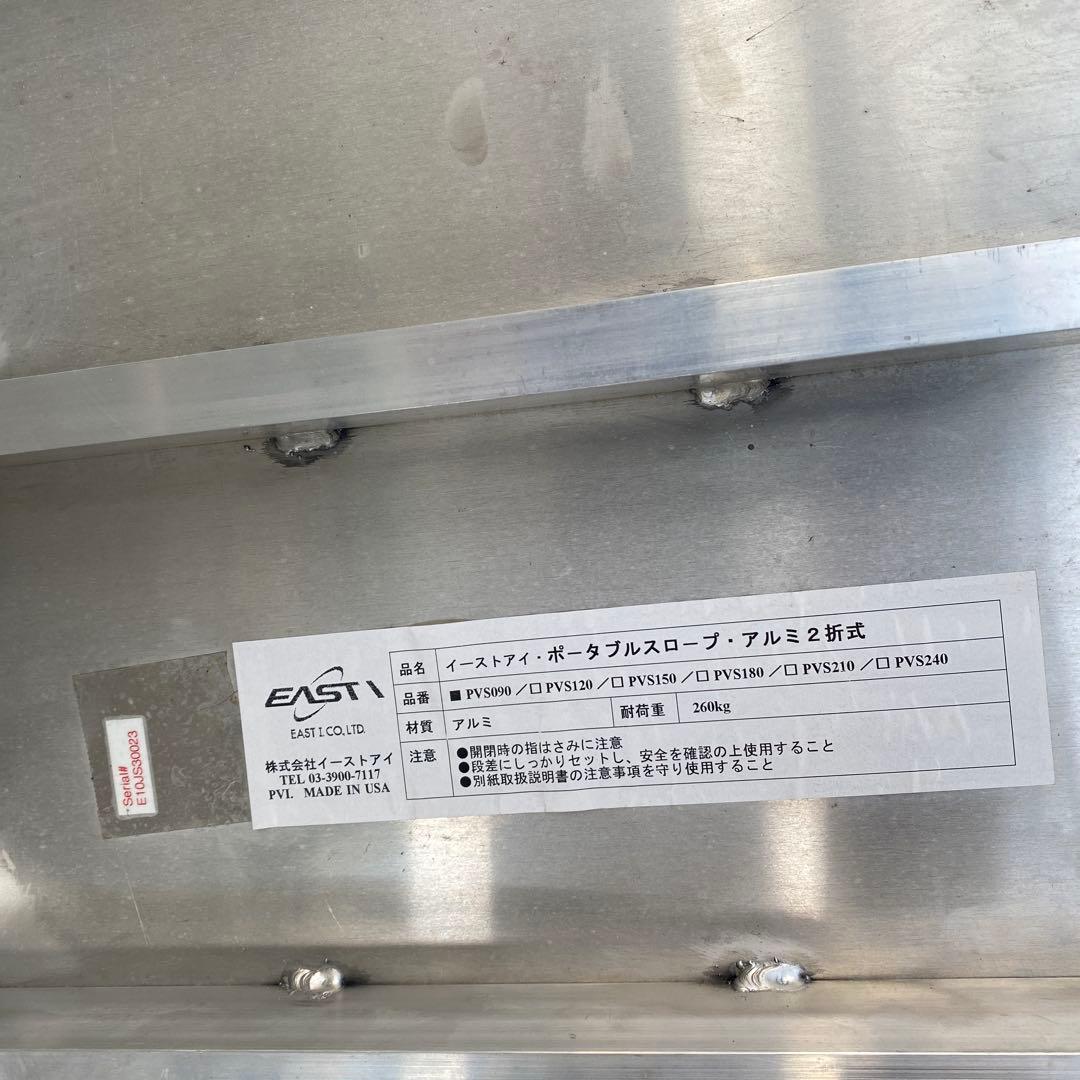 Serial#
E10JS30023
EAST I
EAST I. CO., LTD.
株式会社イーストアイ
TEL 03-3900-7117
PVI. MADE IN USA
品名 イーストアイ・ポータブルスロープ・アルミ2折式
品番 ■ PVS090 ／□ PVS120 ／□ PVS150 ／□ PVS180 ／□ PVS210 ／□ PVS240
材質 アルミ 耐荷重 260kg
注意 ●開閉時の指はさみに注意
●段差にしっかりセットし、安全を確認の上使用すること
●別紙取扱説明書の注意事項を守り使用すること